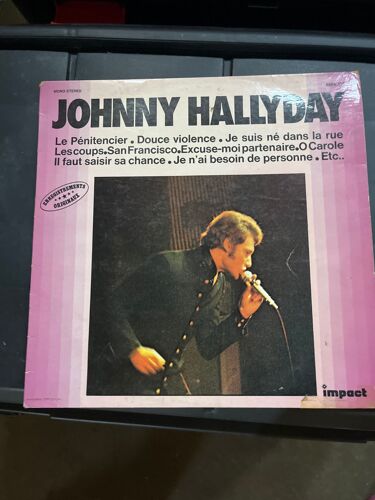 MONO STEREO
JOHNNY HALLYDAY
Le Pénitencier • Douce violence • Je suis né dans la rue
Les coups • San Francisco • Excuse-moi partenaire • O Carole
Il faut saisir sa chance • Je n'ai besoin de personne • Etc..
ENREGISTREMENTS
ORIGINAUX
impact